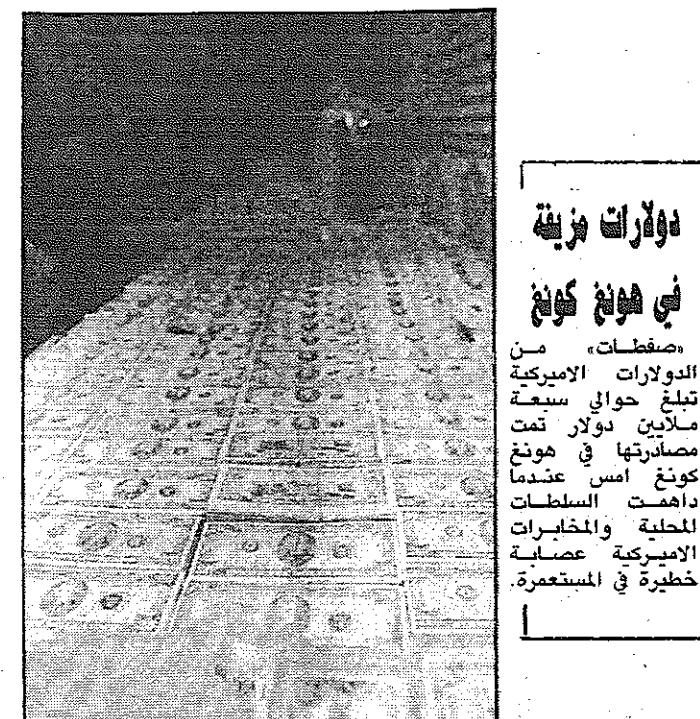 دولارات مزيفة
في هونغ كونغ
«صفطات» من
الدولارات الاميركية
تبلغ حوالي سبعة
ملايين دولار تمت
مصادرتها في هونغ
كونغ امس عندما
داهمت السلطات
المحلية والمخابرات
الاميركية عصابة
خطيرة في المستعمرة.